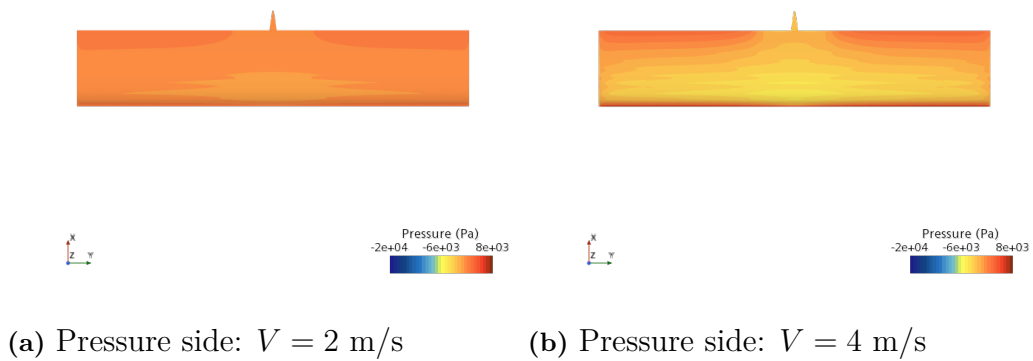 X
Z Y
Pressure (Pa)
-2e+04 -6e+03 8e+03
X
Z Y
Pressure (Pa)
-2e+04 -6e+03 8e+03
(a) Pressure side: V = 2 m/s
(b) Pressure side: V = 4 m/s